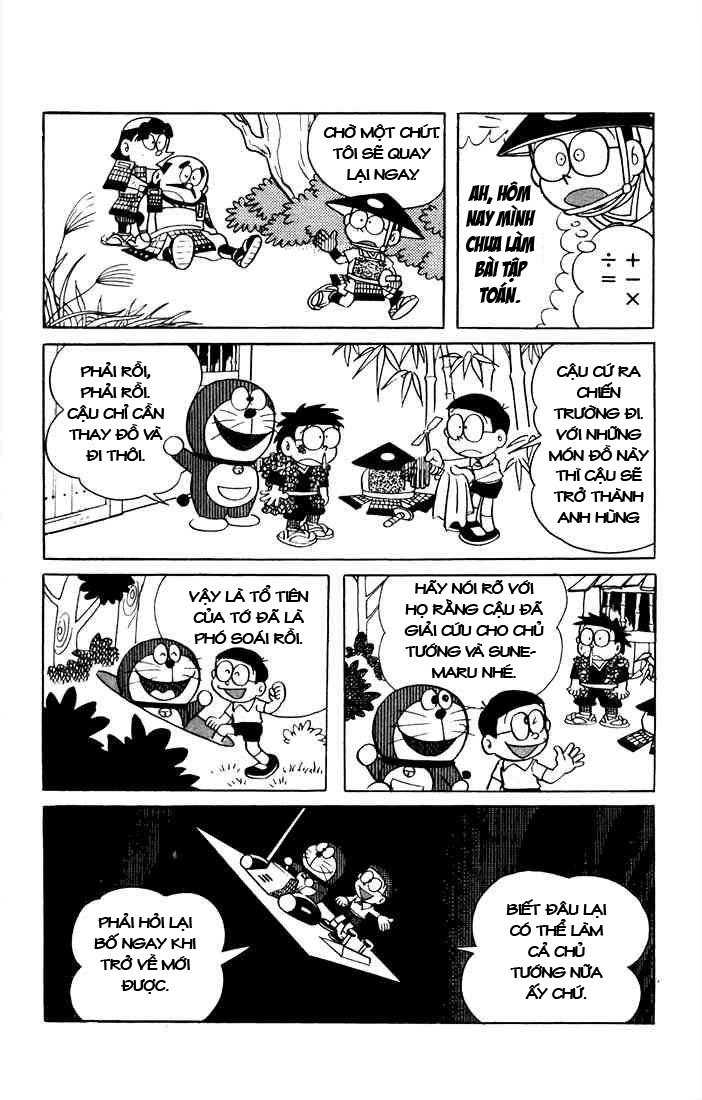 CHỜ MỘT CHÚT.
TÔI SẼ QUAY
LẠI NGAY
AH, HÔM
NAY MÌNH
CHƯA LÀM
BÀI TẬP
TOÁN.
÷ +
= −
×
PHẢI RỒI,
PHẢI RỒI.
CẬU CHỈ CẦN
THAY ĐỒ VÀ
ĐI THÔI.
CẬU CỨ RA
CHIẾN
TRƯỜNG ĐI.
VỚI NHỮNG
MÓN ĐỒ NÀY
THÌ CẬU SẼ
TRỞ THÀNH
ANH HÙNG
VẬY LÀ TỔ TIÊN
CỦA TỚ ĐÃ LÀ
PHÓ SOÁI RỒI.
HÃY NÓI RÕ VỚI
HỌ RẰNG CẬU ĐÃ
GIẢI CỨU CHO CHỦ
TƯỚNG VÀ SUNE-
MARU NHÉ.
PHẢI HỎI LẠI
BỐ NGAY KHI
TRỞ VỀ MỚI
ĐƯỢC.
BIẾT ĐÂU LẠI
CÓ THỂ LÀM
CẢ CHỦ
TƯỚNG NỮA
ẤY CHỨ.